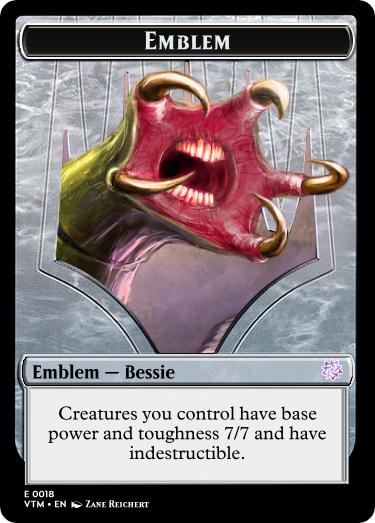 EMBLEM
Emblem — Bessie
Creatures you control have base
power and toughness 7/7 and have
indestructible.
E 0018
VTM • EN ZANE REICHERT